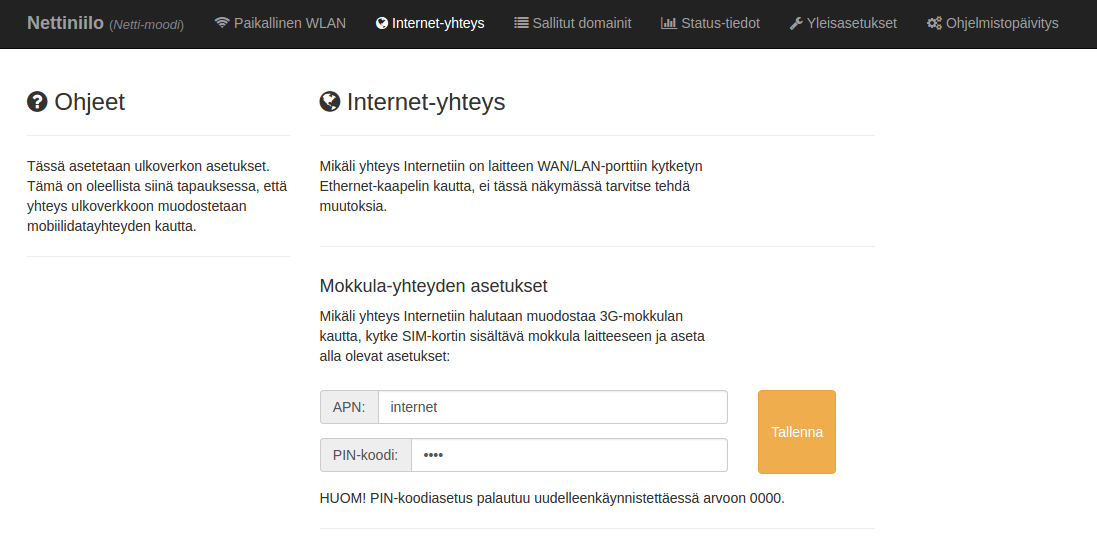 Nettiniilo (Netti-moodi) Paikallinen WLAN Internet-yhteys Sallitut domainit Status-tiedot Yleisasetukset Ohjelmistopäivitys
Ohjeet
Tässä asetetaan ulkoverkon asetukset.
Tämä on oleellista siinä tapauksessa, että
yhteys ulkoverkkoon muodostetaan
mobiilidatayhteyden kautta.
Internet-yhteys
Mikäli yhteys Internetiin on laitteen WAN/LAN-porttiin kytketyn
Ethernet-kaapelin kautta, ei tässä näkymässä tarvitse tehdä
muutoksia.
Mokkula-yhteyden asetukset
Mikäli yhteys Internetiin halutaan muodostaa 3G-mokkulan
kautta, kytke SIM-kortin sisältävä mokkula laitteeseen ja aseta
alla olevat asetukset:
APN: internet
Tallenna
PIN-koodi: ••••
HUOM! PIN-koodiasetus palautuu uudelleenkäynnistettäessä arvoon 0000.